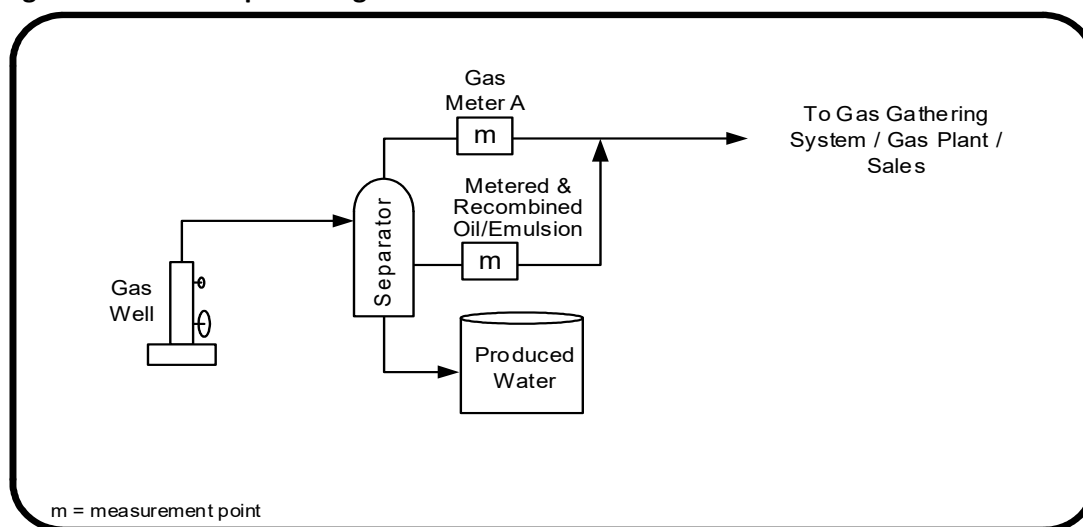 Gas
Meter A
m
To Gas Gathering
System / Gas Plant /
Sales
Metered &
Recombined
Oil/Emulsion
m
Separator
Gas
Well
Produced
Water
m = measurement point